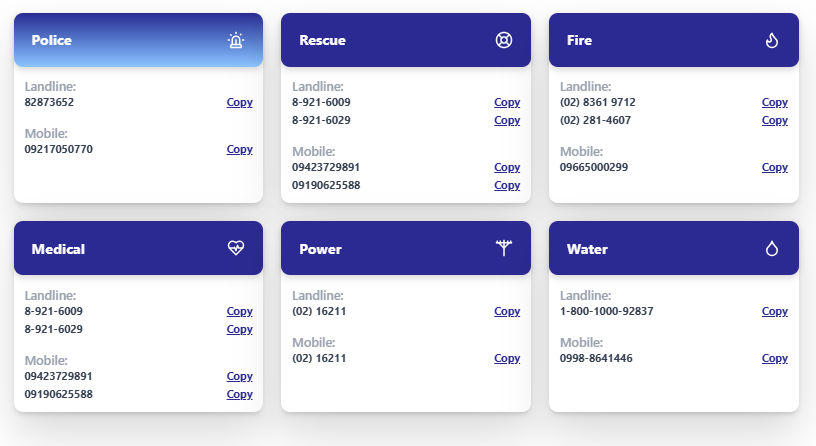 Police
Landline:
82873652 Copy
Mobile:
09217050770 Copy
Rescue
Landline:
8-921-6009 Copy
8-921-6029 Copy
Mobile:
09423729891 Copy
09190625588 Copy
Fire
Landline:
(02) 8361 9712 Copy
(02) 281-4607 Copy
Mobile:
09665000299 Copy
Medical
Landline:
8-921-6009 Copy
8-921-6029 Copy
Mobile:
09423729891 Copy
09190625588 Copy
Power
Landline:
(02) 16211 Copy
Mobile:
(02) 16211 Copy
Water
Landline:
1-800-1000-92837 Copy
Mobile:
0998-8641446 Copy